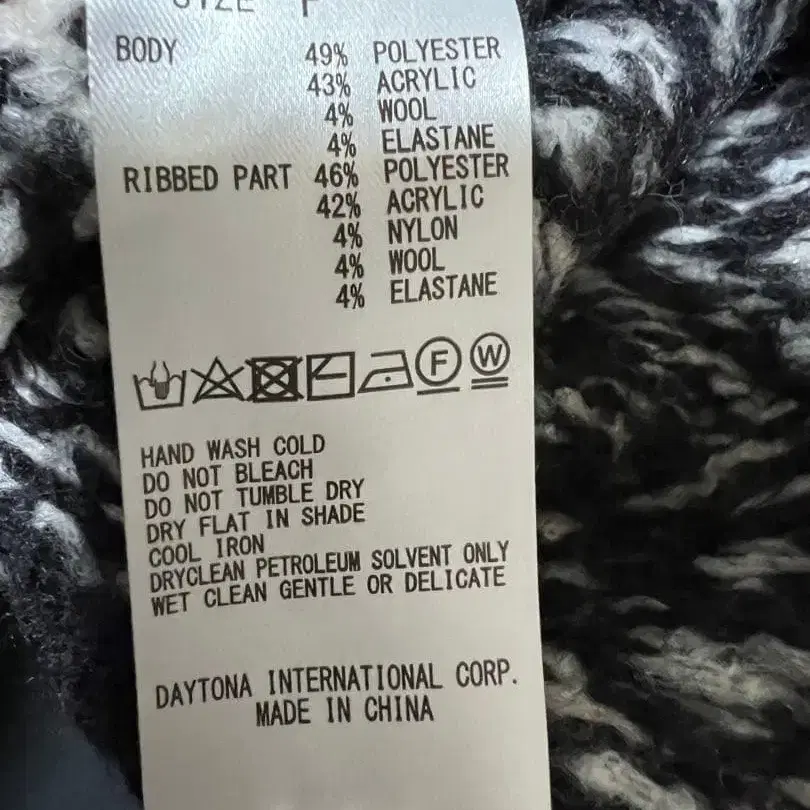 SIZE F
BODY 49% POLYESTER
43% ACRYLIC
4% WOOL
4% ELASTANE
RIBBED PART 46% POLYESTER
42% ACRYLIC
4% NYLON
4% WOOL
4% ELASTANE
F W
HAND WASH COLD
DO NOT BLEACH
DO NOT TUMBLE DRY
DRY FLAT IN SHADE
COOL IRON
DRYCLEAN PETROLEUM SOLVENT ONLY
WET CLEAN GENTLE OR DELICATE
DAYTONA INTERNATIONAL CORP.
MADE IN CHINA